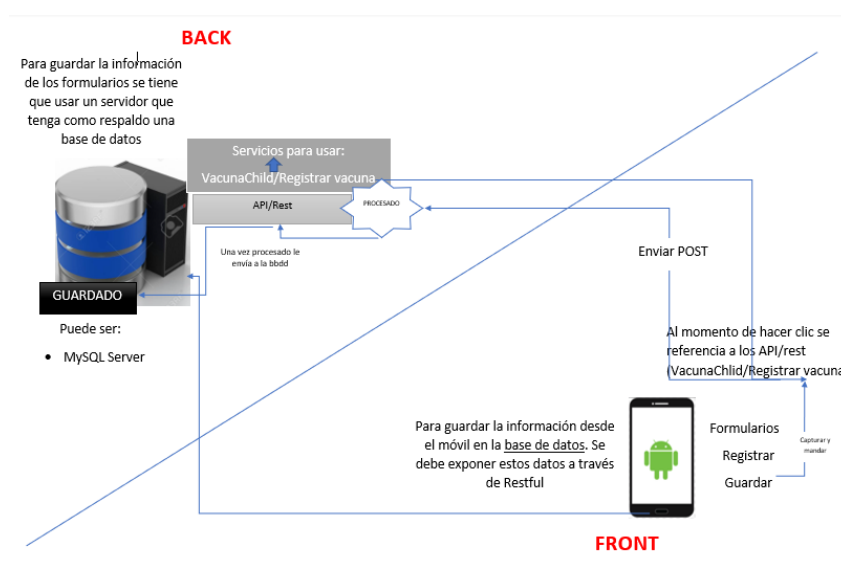 BACK
Para guardar la información
de los formularios se tiene
que usar un servidor que
tenga como respaldo una
base de datos
Servicios para usar:
VacunaChild/Registrar vacuna
API/Rest
PROCESADO
Una vez procesado le
envía a la bbdd
GUARDADO
Puede ser:
• MySQL Server
Enviar POST
Al momento de hacer clic se
referencia a los API/rest
(VacunaChlid/Registrar vacuna
Para guardar la información desde
el móvil en la base de datos. Se
debe exponer estos datos a través
de Restful
Formularios
Registrar
Guardar
Capturar y
mandar
FRONT